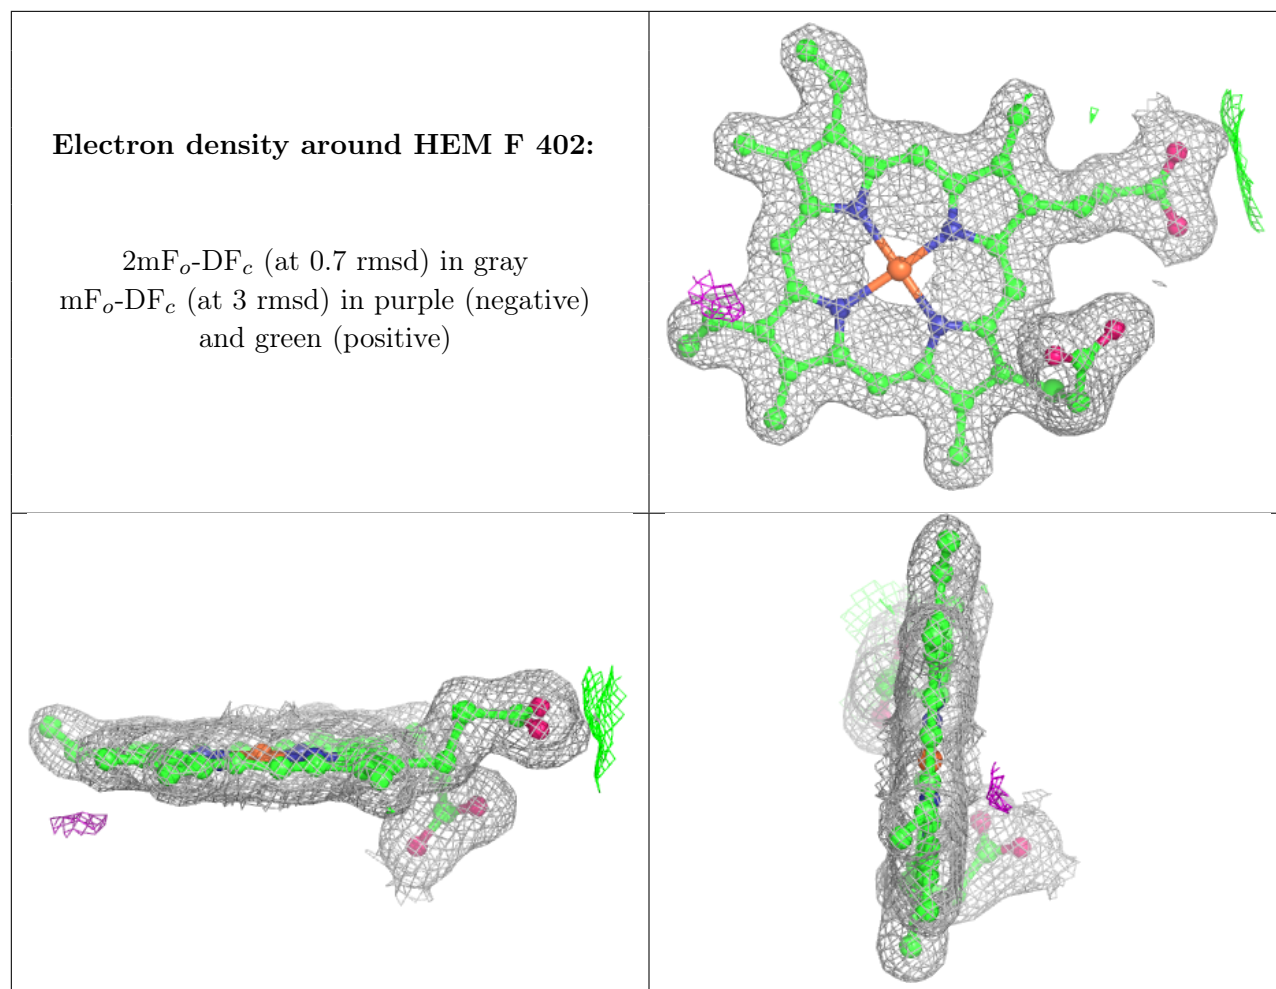 Electron density around HEM F 402:
2mFₒ-DF𝒸 (at 0.7 rmsd) in gray
mFₒ-DF𝒸 (at 3 rmsd) in purple (negative)
and green (positive)